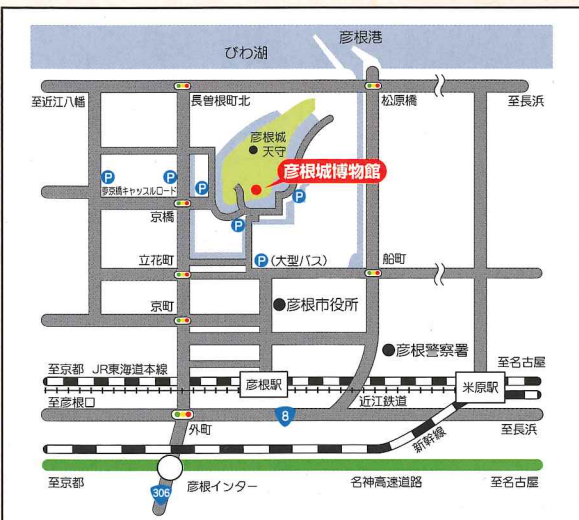 彦根港
びわ湖
至近江八幡
長曽根町北
松原橋
至長浜
彦根城
天守
彦根城博物館
P
P
P
P
夢京橋キャッスルロード
京橋
P
立花町
P(大型バス)
船町
京町
彦根市役所
彦根警察署
至京都 JR東海道本線
至名古屋
彦根駅
米原駅
至彦根口
近江鉄道
8
外町
至長浜
新幹線
至京都
彦根インター
名神高速道路
至名古屋
306